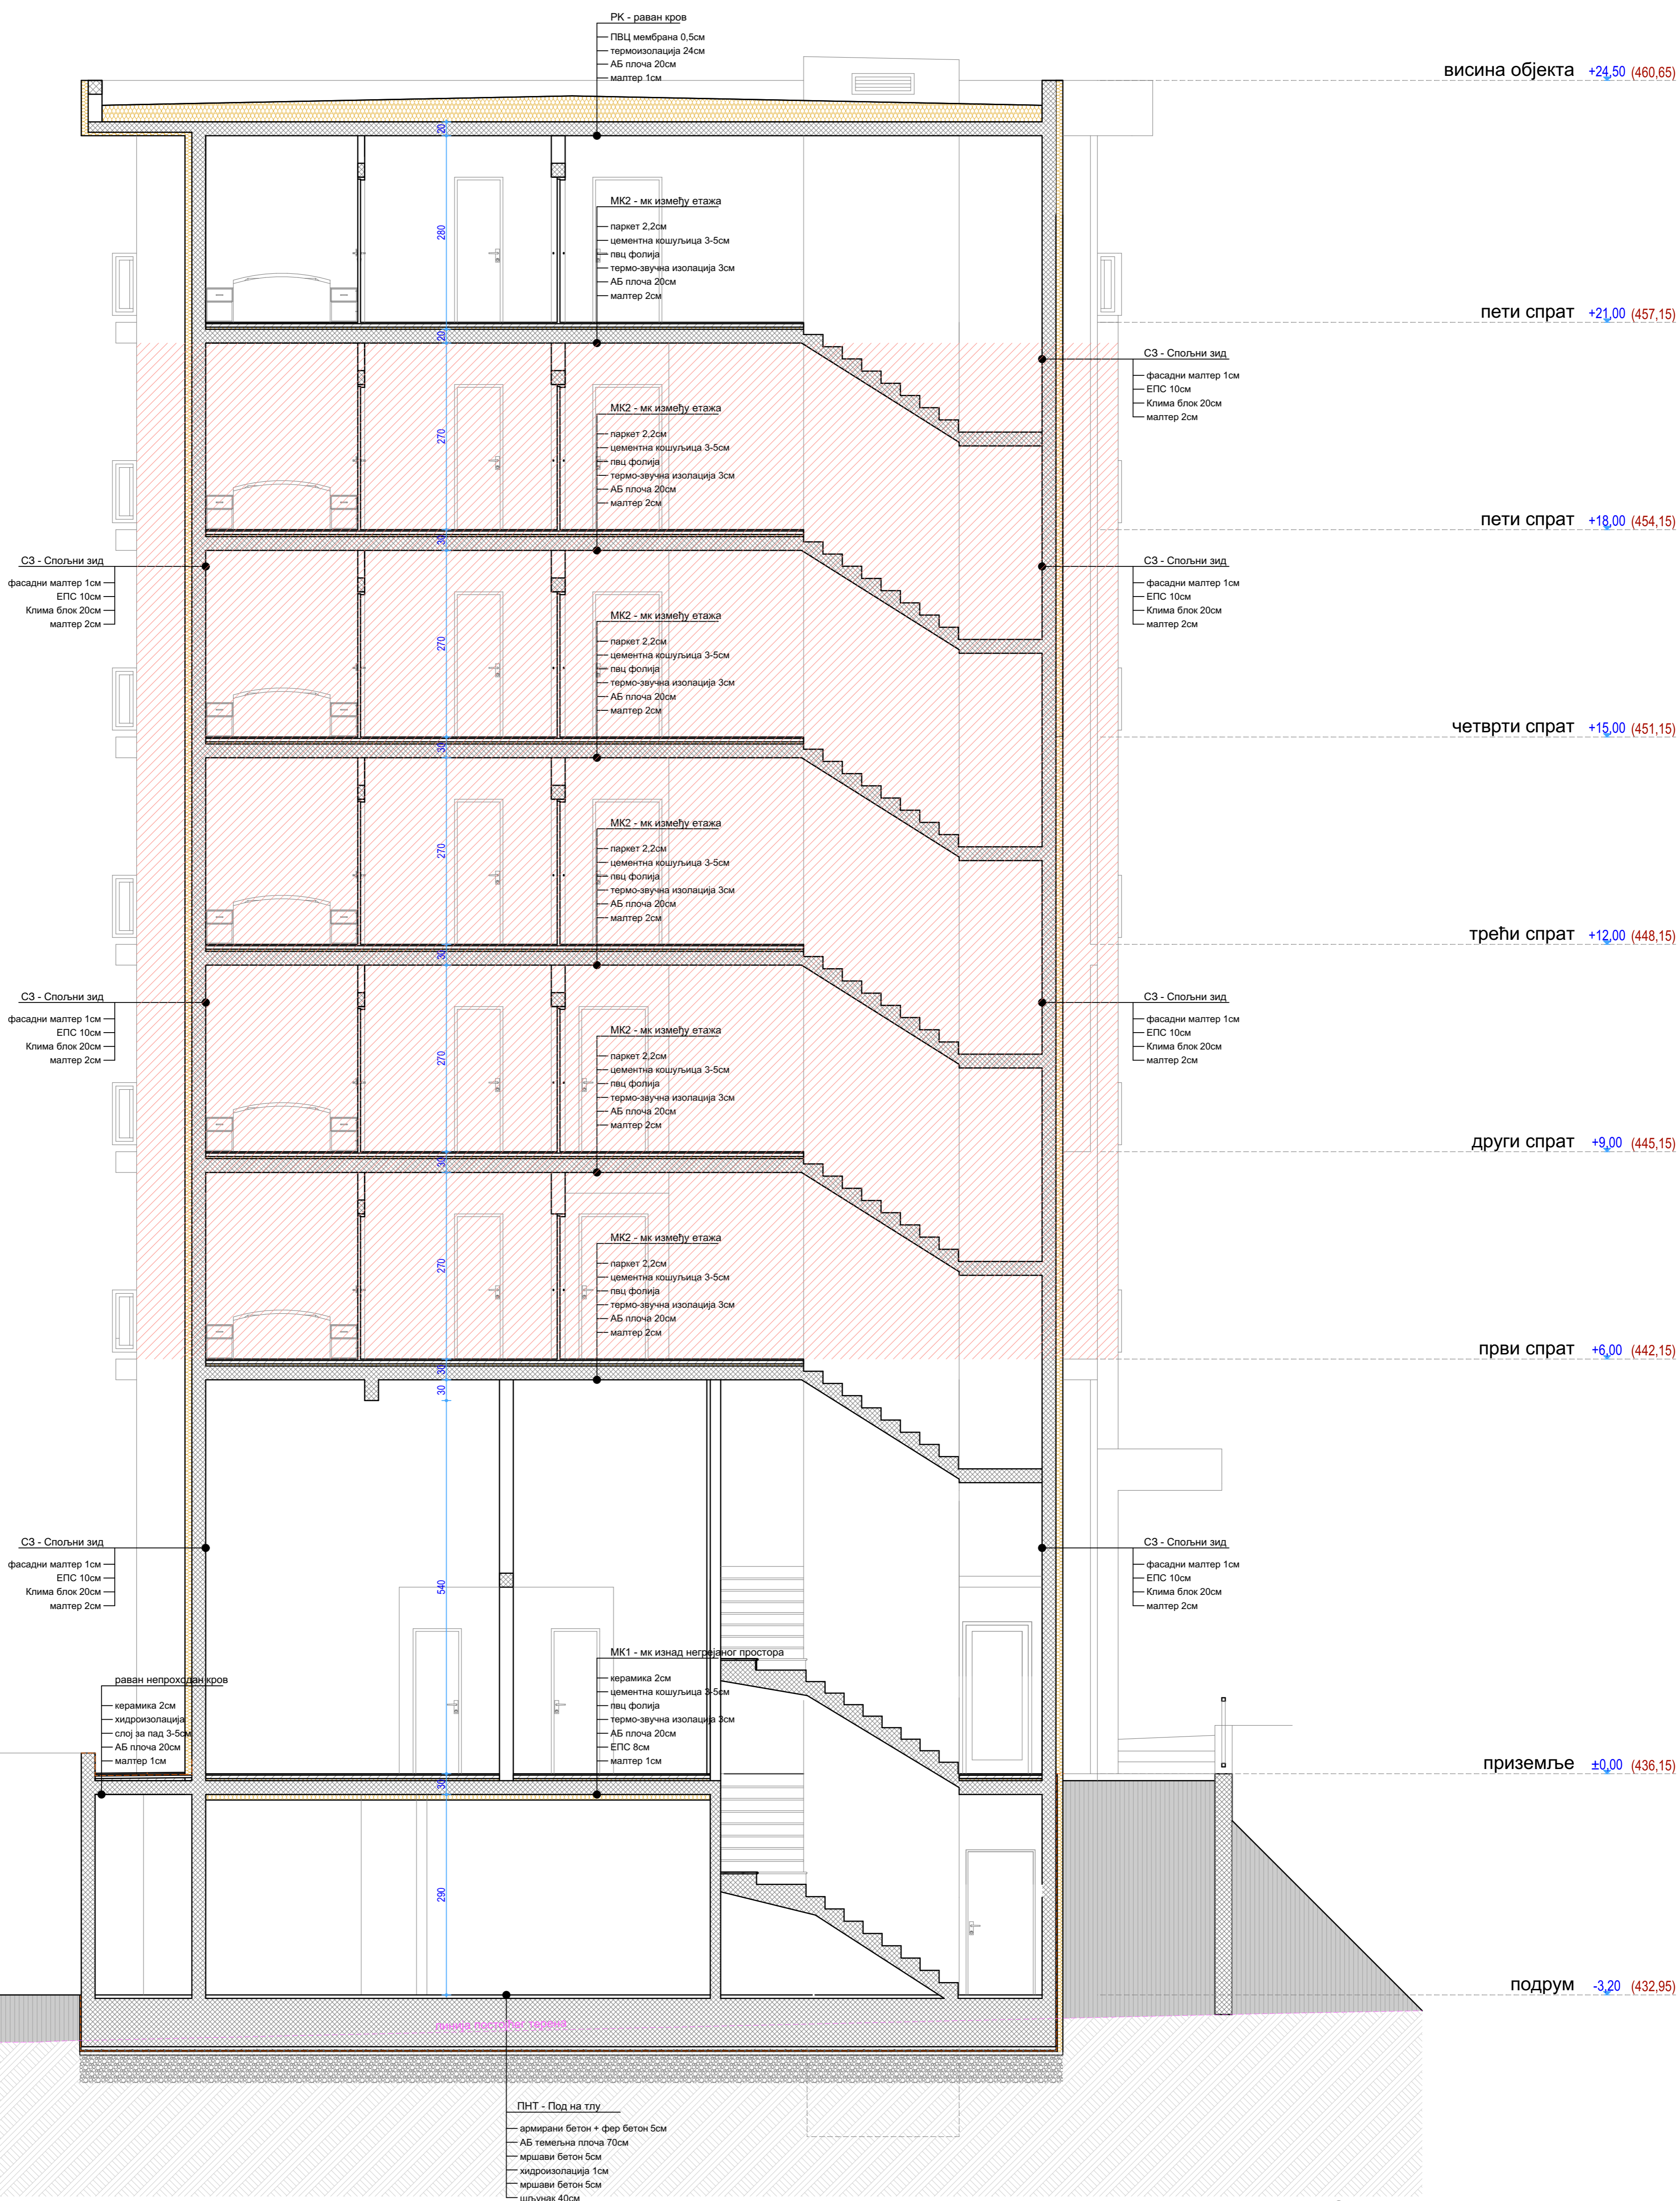 РК - раван кров
ПВЦ мембрана 0,5см
термоизолација 24см
АБ плоча 20см
малтер 1см
висина објекта +24,50 (460,65)
20
МК2 - мк између етажа
паркет 2,2см
цементна кошуљица 3-5см
пвц фолија
термо-звучна изолација 3см
АБ плоча 20см
малтер 2см
280
пети спрат +21,00 (457,15)
20
СЗ - Спољни зид
фасадни малтер 1см
ЕПС 10см
Клима блок 20см
малтер 2см
МК2 - мк између етажа
паркет 2,2см
цементна кошуљица 3-5см
пвц фолија
термо-звучна изолација 3см
АБ плоча 20см
малтер 2см
270
пети спрат +18,00 (454,15)
30
СЗ - Спољни зид
фасадни малтер 1см
ЕПС 10см
Клима блок 20см
малтер 2см
СЗ - Спољни зид
фасадни малтер 1см
ЕПС 10см
Клима блок 20см
малтер 2см
МК2 - мк између етажа
паркет 2,2см
цементна кошуљица 3-5см
пвц фолија
термо-звучна изолација 3см
АБ плоча 20см
малтер 2см
270
четврти спрат +15,00 (451,15)
30
МК2 - мк између етажа
паркет 2,2см
цементна кошуљица 3-5см
пвц фолија
термо-звучна изолација 3см
АБ плоча 20см
малтер 2см
270
трећи спрат +12,00 (448,15)
30
СЗ - Спољни зид
фасадни малтер 1см
ЕПС 10см
Клима блок 20см
малтер 2см
СЗ - Спољни зид
фасадни малтер 1см
ЕПС 10см
Клима блок 20см
малтер 2см
МК2 - мк између етажа
паркет 2,2см
цементна кошуљица 3-5см
пвц фолија
термо-звучна изолација 3см
АБ плоча 20см
малтер 2см
270
други спрат +9,00 (445,15)
30
МК2 - мк између етажа
паркет 2,2см
цементна кошуљица 3-5см
пвц фолија
термо-звучна изолација 3см
АБ плоча 20см
малтер 2см
270
први спрат +6,00 (442,15)
30
30
СЗ - Спољни зид
фасадни малтер 1см
ЕПС 10см
Клима блок 20см
малтер 2см
СЗ - Спољни зид
фасадни малтер 1см
ЕПС 10см
Клима блок 20см
малтер 2см
540
раван непроходан кров
керамика 2см
хидроизолација
слој за пад 3-5см
АБ плоча 20см
малтер 1см
МК1 - мк изнад негрејаног простора
керамика 2см
цементна кошуљица 3-5см
пвц фолија
термо-звучна изолација 3см
АБ плоча 20см
ЕПС 8см
малтер 1см
приземље ±0,00 (436,15)
30
290
подрум -3,20 (432,95)
линија постојћег терена
ПНТ - Под на тлу
армирани бетон + фер бетон 5см
АБ темељна плоча 70см
мршави бетон 5см
хидроизолација 1см
мршави бетон 5см
шљунак 40см